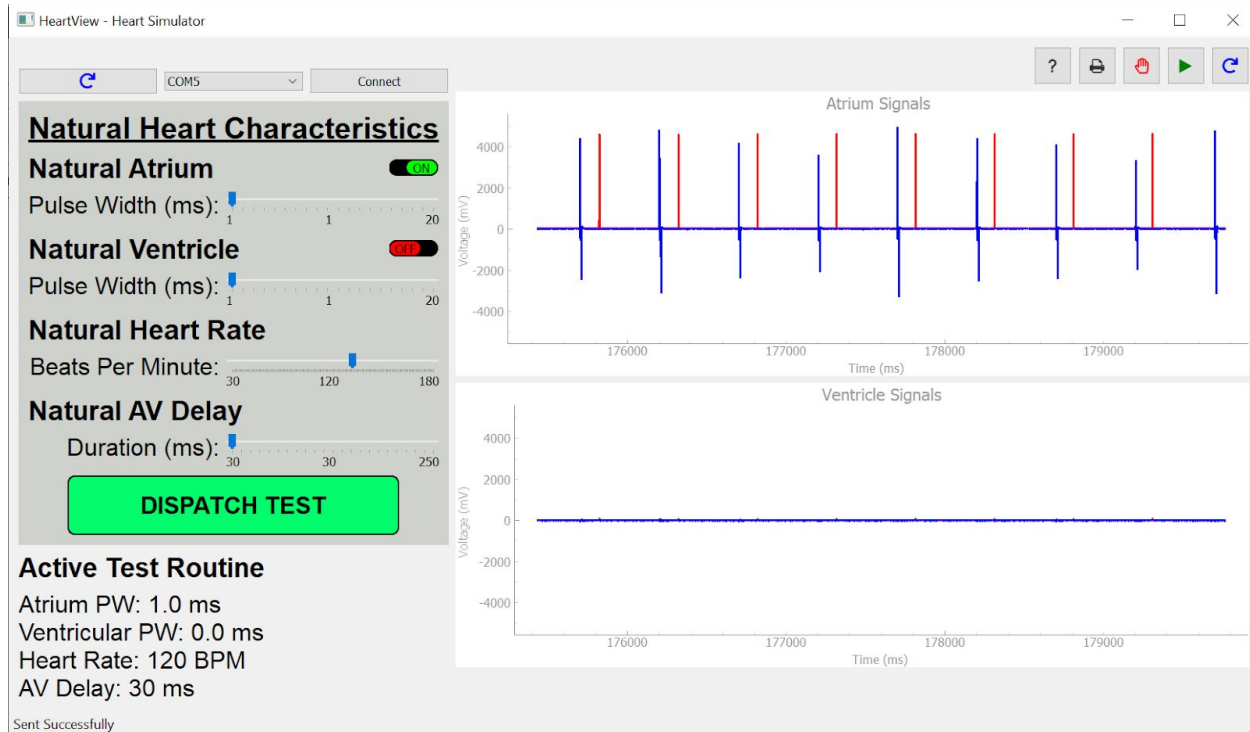 HeartView - Heart Simulator
COM5
Connect
?
Natural Heart Characteristics
Natural Atrium
ON
Pulse Width (ms):
1 1 20
Natural Ventricle
OFF
Pulse Width (ms):
1 1 20
Natural Heart Rate
Beats Per Minute:
30 120 180
Natural AV Delay
Duration (ms):
30 30 250
DISPATCH TEST
Active Test Routine
Atrium PW: 1.0 ms
Ventricular PW: 0.0 ms
Heart Rate: 120 BPM
AV Delay: 30 ms
Sent Successfully
Atrium Signals
Voltage (mV)
4000
2000
0
-2000
-4000
176000 177000 178000 179000
Time (ms)
Ventricle Signals
Voltage (mV)
4000
2000
0
-2000
-4000
176000 177000 178000 179000
Time (ms)